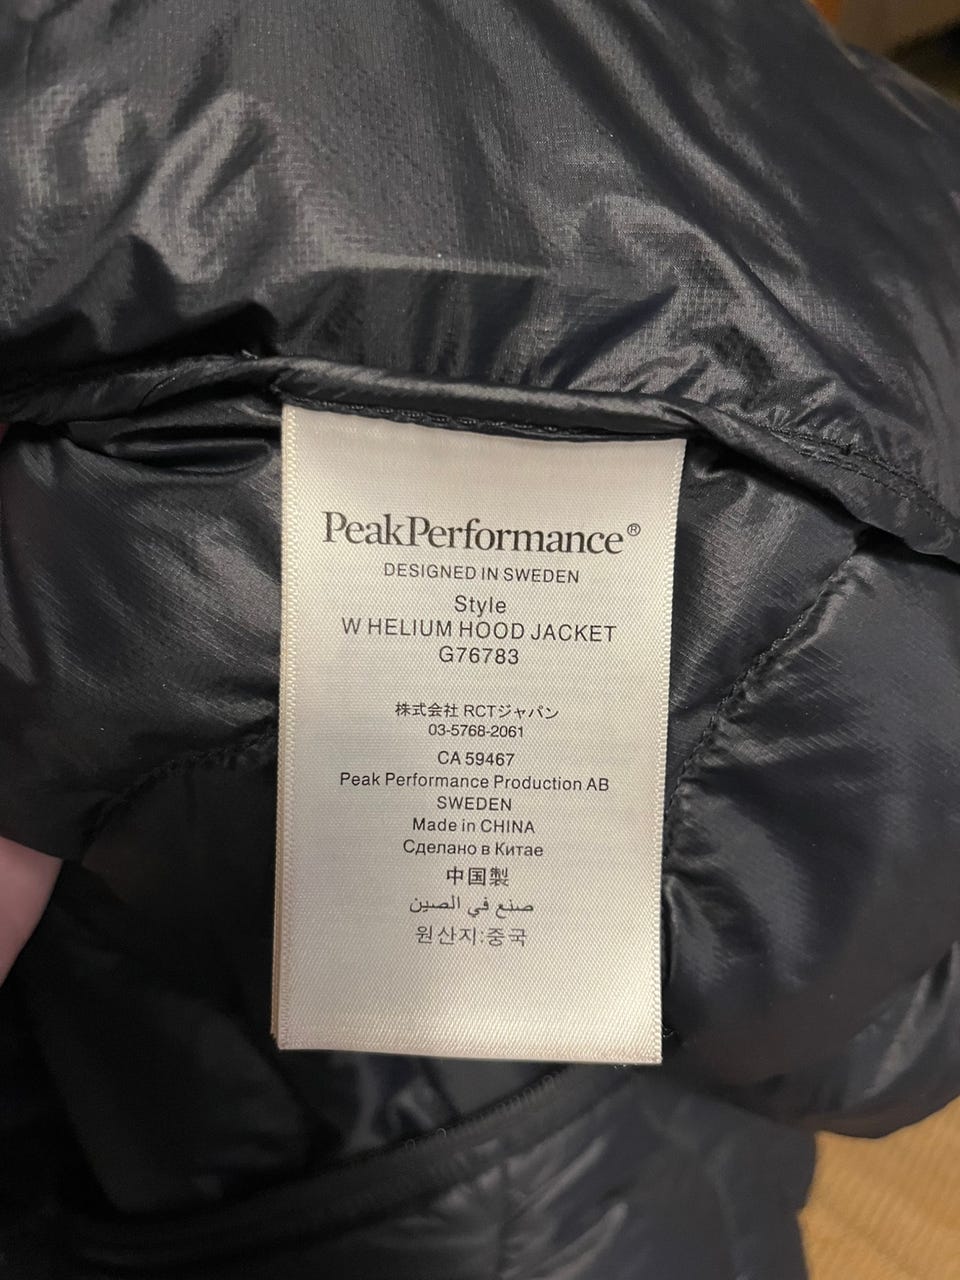 PeakPerformance®
DESIGNED IN SWEDEN
Style
W HELIUM HOOD JACKET
G76783
株式会社 RCTジャパン
03-5768-2061
CA 59467
Peak Performance Production AB
SWEDEN
Made in CHINA
Сделано в Китае
中国製
صنع في الصين
원산지:중국